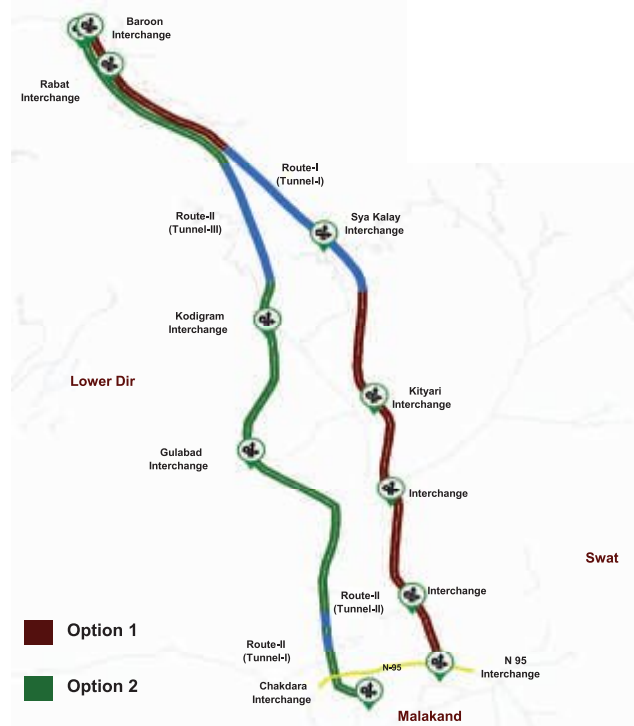 Baroon
Interchange
Rabat
Interchange
Route-I
(Tunnel-I)
Route-II
(Tunnel-III)
Sya Kalay
Interchange
Kodigram
Interchange
Lower Dir
Kityari
Interchange
Gulabad
Interchange
Interchange
Swat
Interchange
Route-II
(Tunnel-II)
Option 1
Route-II
(Tunnel-I)
N-95
N 95
Interchange
Option 2
Chakdara
Interchange
Malakand